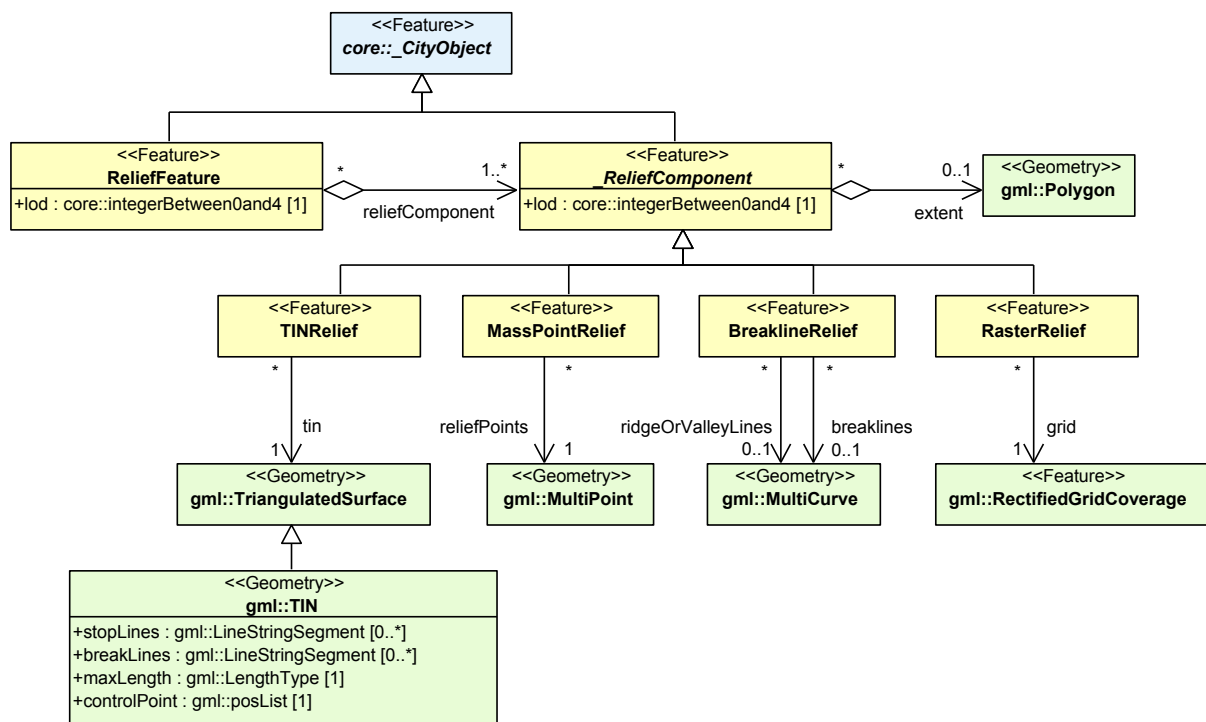 <<Feature>>
core::_CityObject
<<Feature>>
ReliefFeature
+lod : core::integerBetween0and4 [1]
*
1..*
reliefComponent
<<Feature>>
_ReliefComponent
+lod : core::integerBetween0and4 [1]
*
0..1
extent
<<Geometry>>
gml::Polygon
<<Feature>>
TINRelief
<<Feature>>
MassPointRelief
<<Feature>>
BreaklineRelief
<<Feature>>
RasterRelief
*
tin
1
*
reliefPoints
1
*
ridgeOrValleyLines
0..1
*
breaklines
0..1
*
grid
1
<<Geometry>>
gml::TriangulatedSurface
<<Geometry>>
gml::MultiPoint
<<Geometry>>
gml::MultiCurve
<<Feature>>
gml::RectifiedGridCoverage
<<Geometry>>
gml::TIN
+stopLines : gml::LineStringSegment [0..*]
+breakLines : gml::LineStringSegment [0..*]
+maxLength : gml::LengthType [1]
+controlPoint : gml::posList [1]